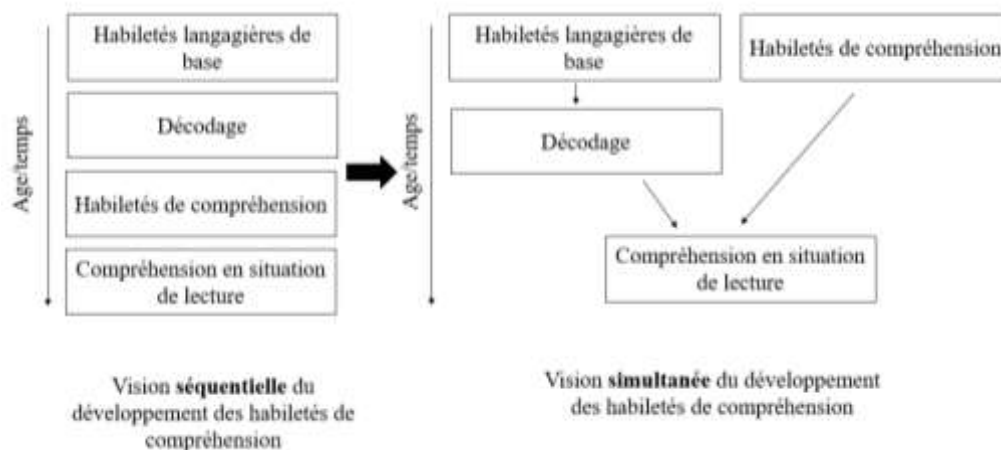 Age/temps
Habiletés langagières de
base
Décodage
Habiletés de compréhension
Compréhension en situation
de lecture
Vision séquentielle du
développement des habiletés de
compréhension
Age/temps
Habiletés langagières de
base
Habiletés de compréhension
Décodage
Compréhension en situation
de lecture
Vision simultanée du développement
des habiletés de compréhension